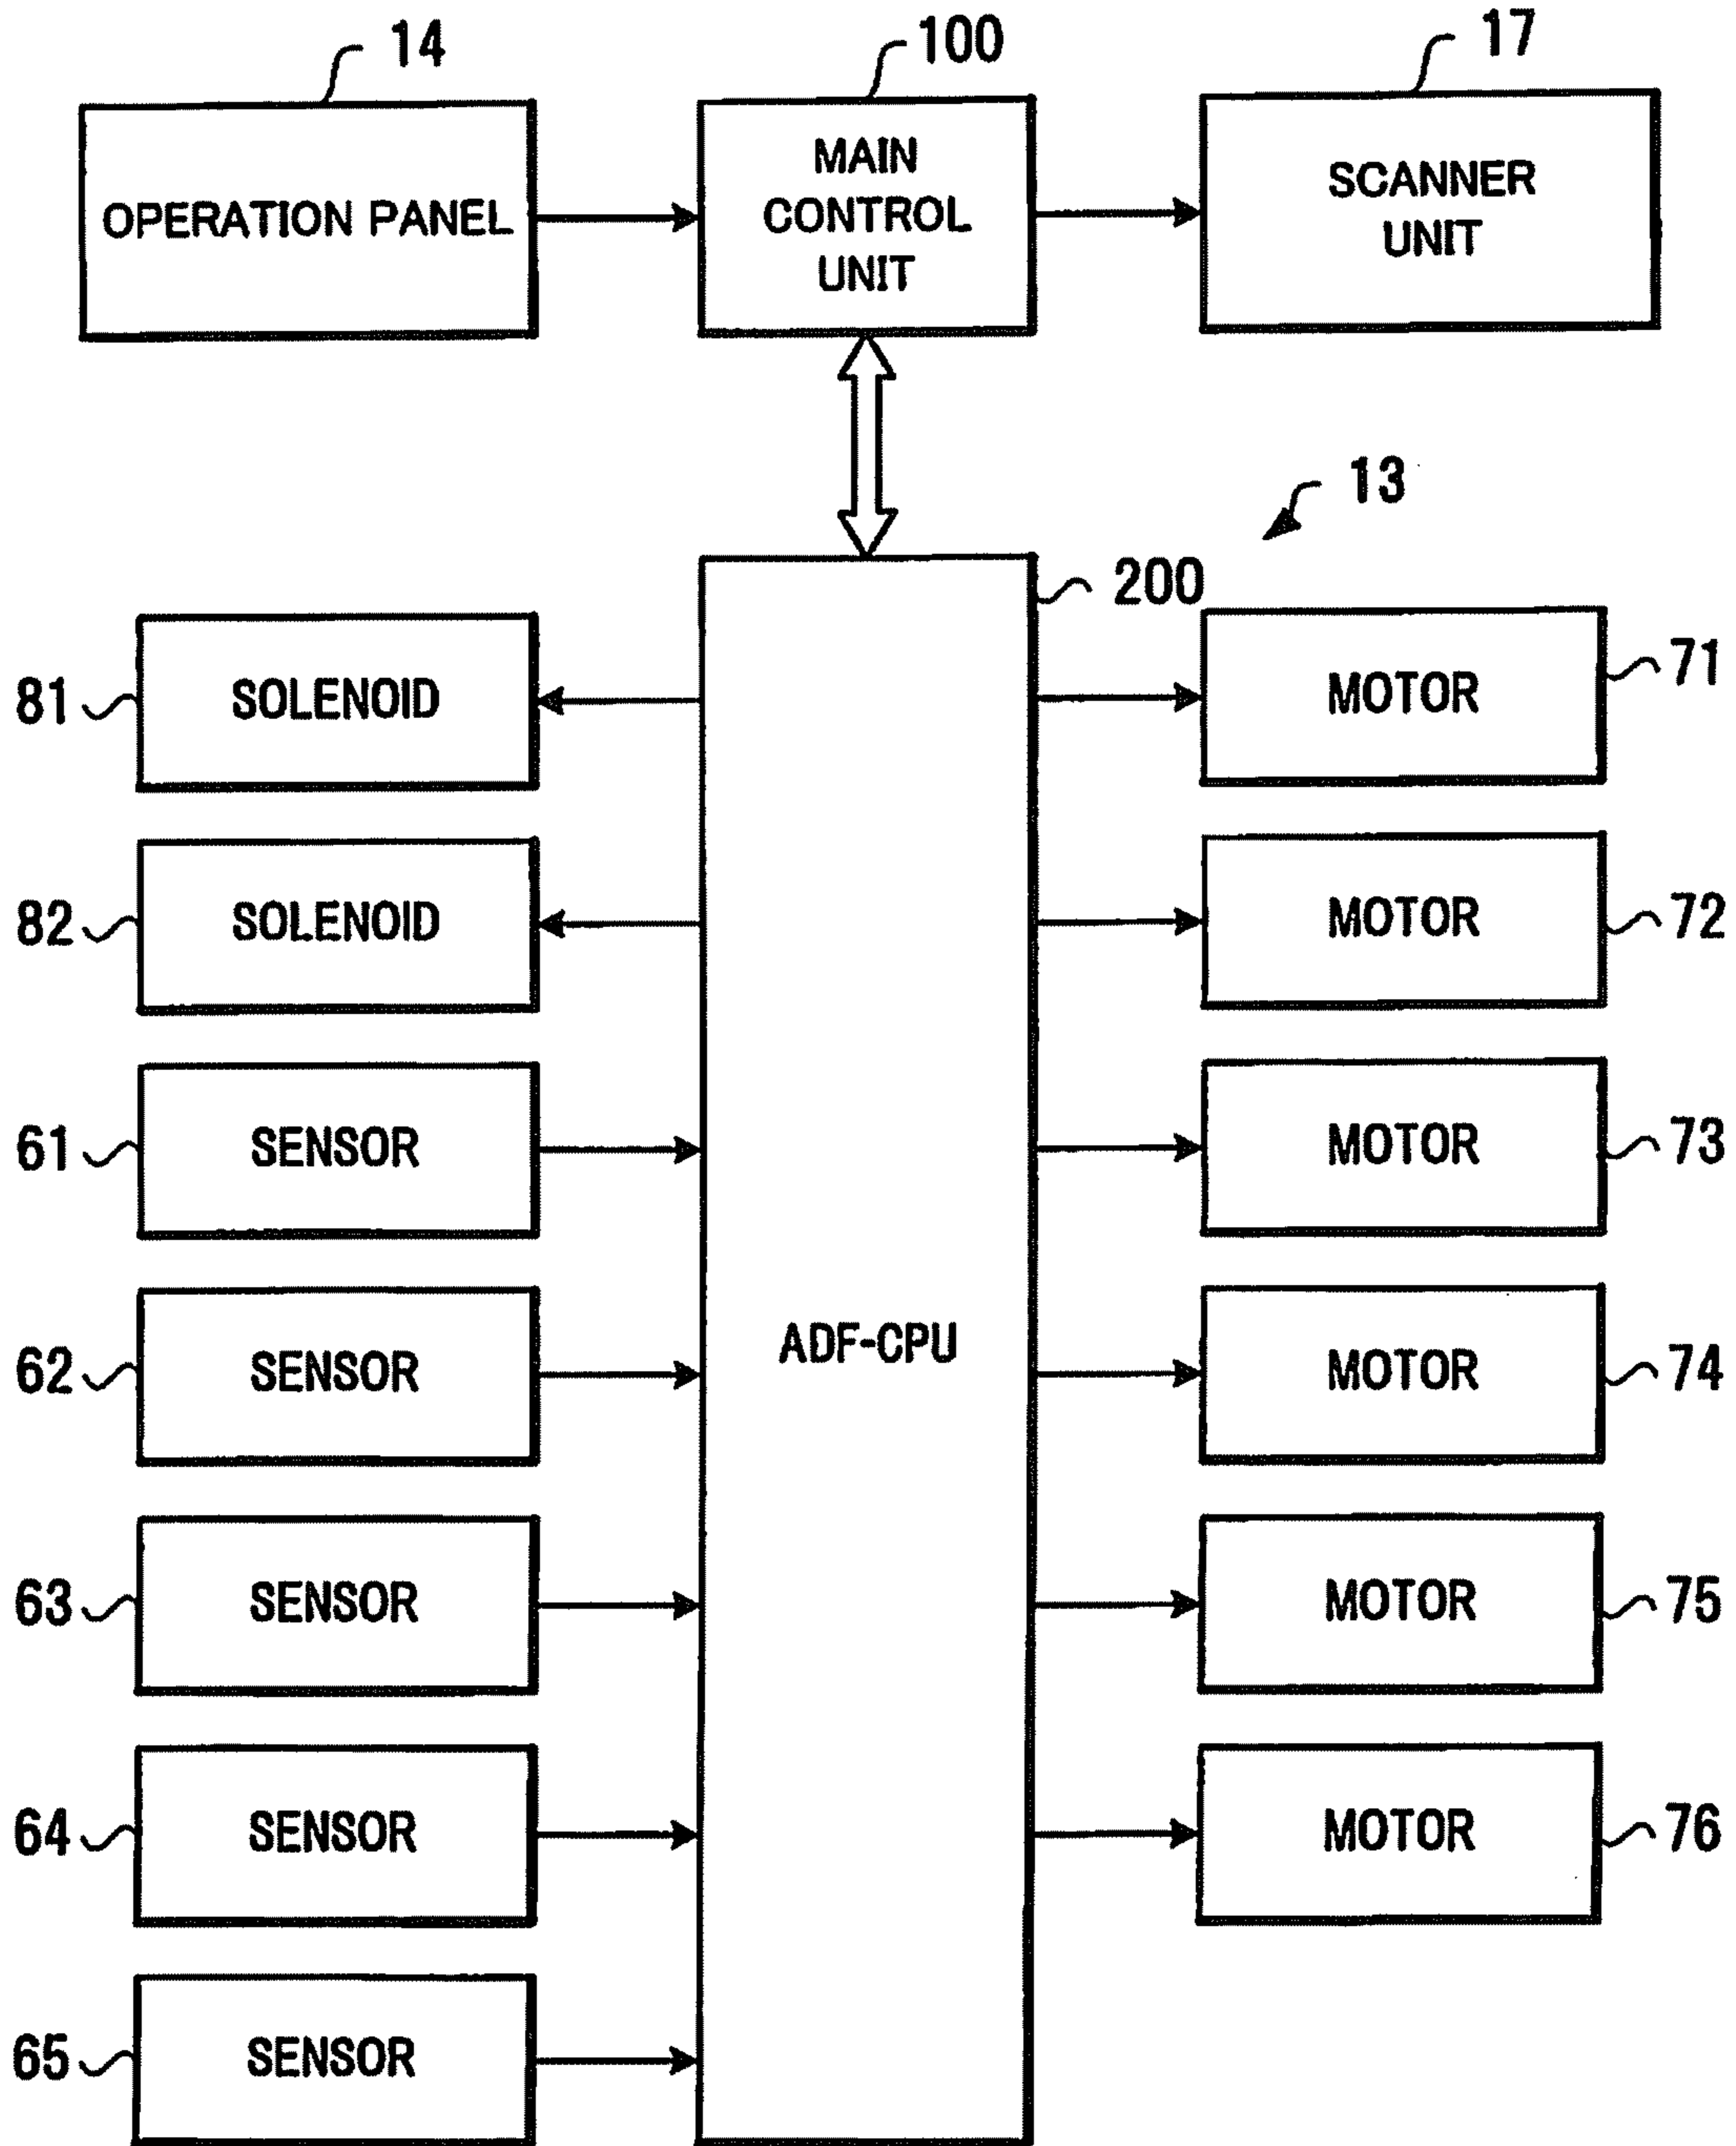 14
100
17
OPERATION PANEL
MAIN
CONTROL
UNIT
SCANNER
UNIT
13
200
81
SOLENOID
MOTOR
71
82
SOLENOID
MOTOR
72
61
SENSOR
MOTOR
73
62
SENSOR
ADF-CPU
MOTOR
74
63
SENSOR
MOTOR
75
64
SENSOR
MOTOR
76
65
SENSOR